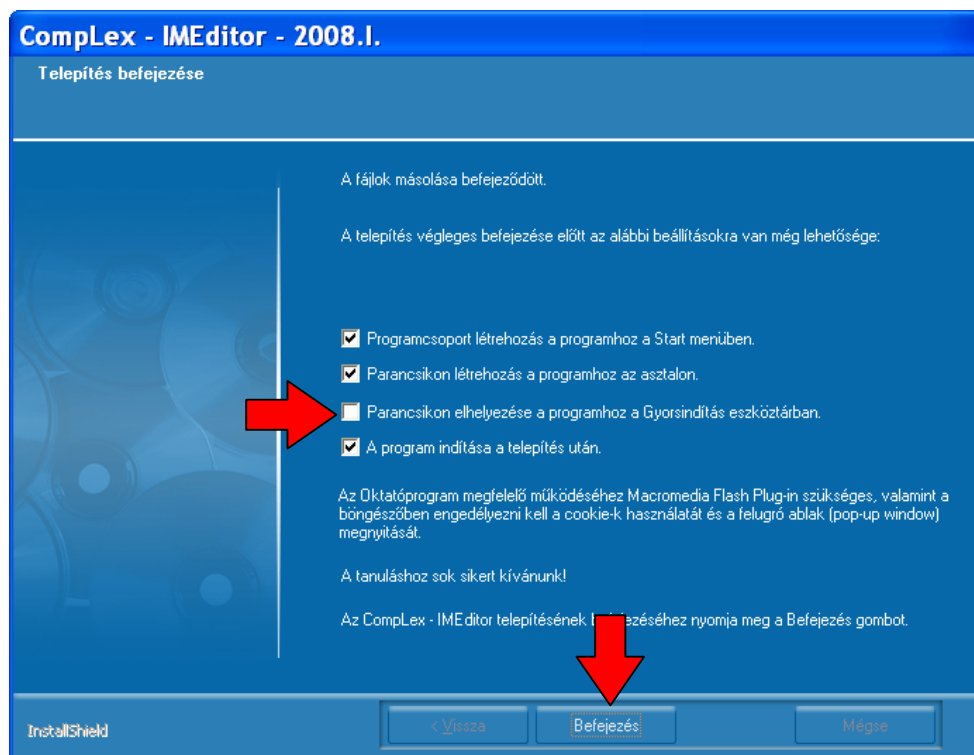 CompLex - IMEditor - 2008.I.
Telepítés befejezése
A fájlok másolása befejeződött.
A telepítés végleges befejezése előtt az alábbi beállításokra van még lehetősége:
Programcsoport létrehozás a programhoz a Start menüben.
Parancsikon létrehozás a programhoz az asztalon.
Parancsikon elhelyezése a programhoz a Gyorsindítás eszköztárban.
A program indítása a telepítés után.
Az Oktatóprogram megfelelő működéséhez Macromedia Flash Plug-in szükséges, valamint a
böngészőben engedélyezni kell a cookie-k használatát és a felugró ablak (pop-up window)
megnyitását.
A tanuláshoz sok sikert kívánunk!
Az CompLex - IMEditor telepítésének nyomja meg a Befejezés gombot.
InstallShield
< Vissza
Befejezés
Mégse